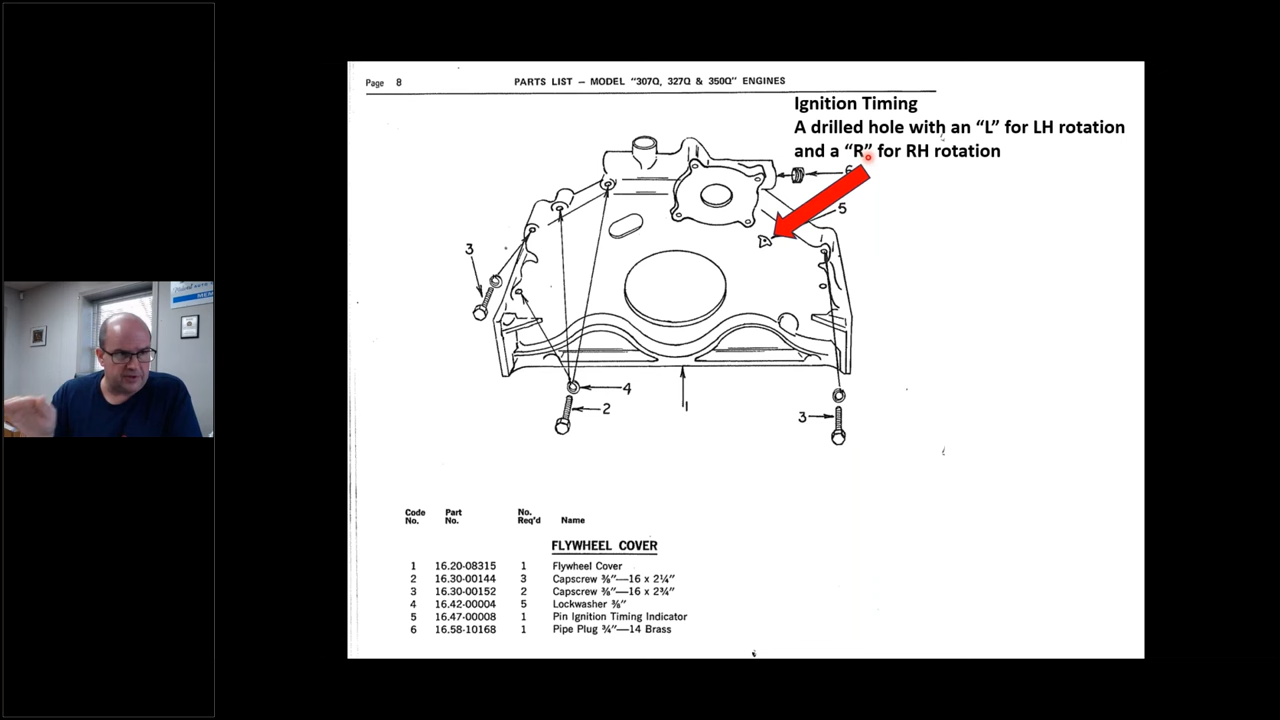 Page 8
PARTS LIST — MODEL "307Q, 327Q & 350Q" ENGINES
Ignition Timing
A drilled hole with an “L” for LH rotation
and a “R” for RH rotation
5
3
4
2
3
1
Code No. Part No. No. Req'd Name
FLYWHEEL COVER
1 16.20-08315 1 Flywheel Cover
2 16.30-00144 3 Capscrew ⅜"—16 x 2¼"
3 16.30-00152 2 Capscrew ⅜"—16 x 2¾"
4 16.42-00004 5 Lockwasher ⅜"
5 16.47-00008 1 Pin Ignition Timing Indicator
6 16.58-10168 1 Pipe Plug ¾"—14 Brass